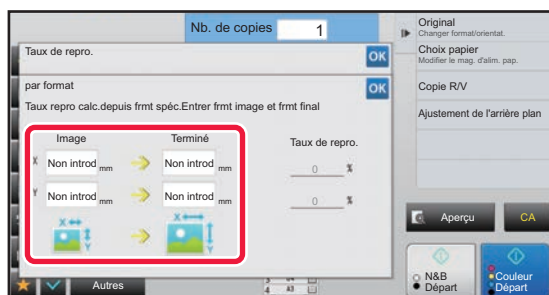 Nb. de copies 1
Taux de repro. OK
par format OK
Taux repro calc.depuis frmt spéc.Entrer frmt image et frmt final
Image Terminé Taux de repro.
X Non introd mm Non introd mm 0 %
Y Non introd mm Non introd mm 0 %
X Y X Y
Autres
A3
Original
Changer format/orientat.
Choix papier
Modifier le mag. d'alim. pap.
Copie R/V
Ajustement de l'arrière plan
Aperçu CA
N&B
Départ
Couleur
Départ